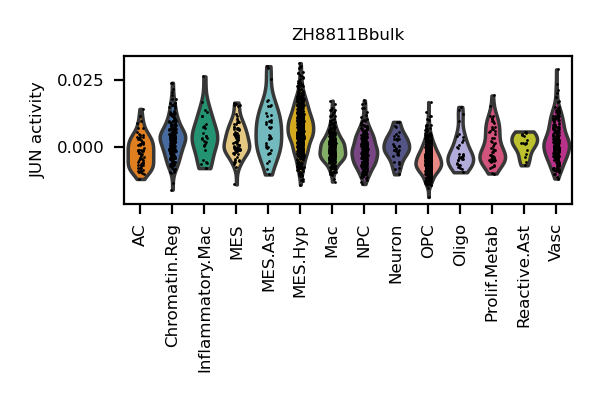 ZH8811Bbulk
JUN activity
0.025
0.000
AC
Chromatin.Reg
Inflammatory.Mac
MES
MES.Ast
MES.Hyp
Mac
NPC
Neuron
OPC
Oligo
Prolif.Metab
Reactive.Ast
Vasc